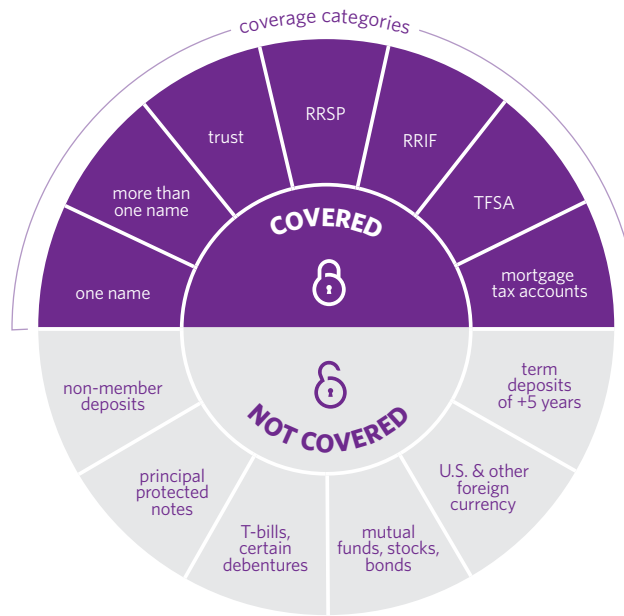 coverage categories
one name
more than
one name
trust
RRSP
RRIF
TFSA
mortgage
tax accounts
COVERED
NOT COVERED
non-member
deposits
principal
protected
notes
T-bills,
certain
debentures
mutual
funds, stocks,
bonds
U.S. & other
foreign
currency
term
deposits
of +5 years